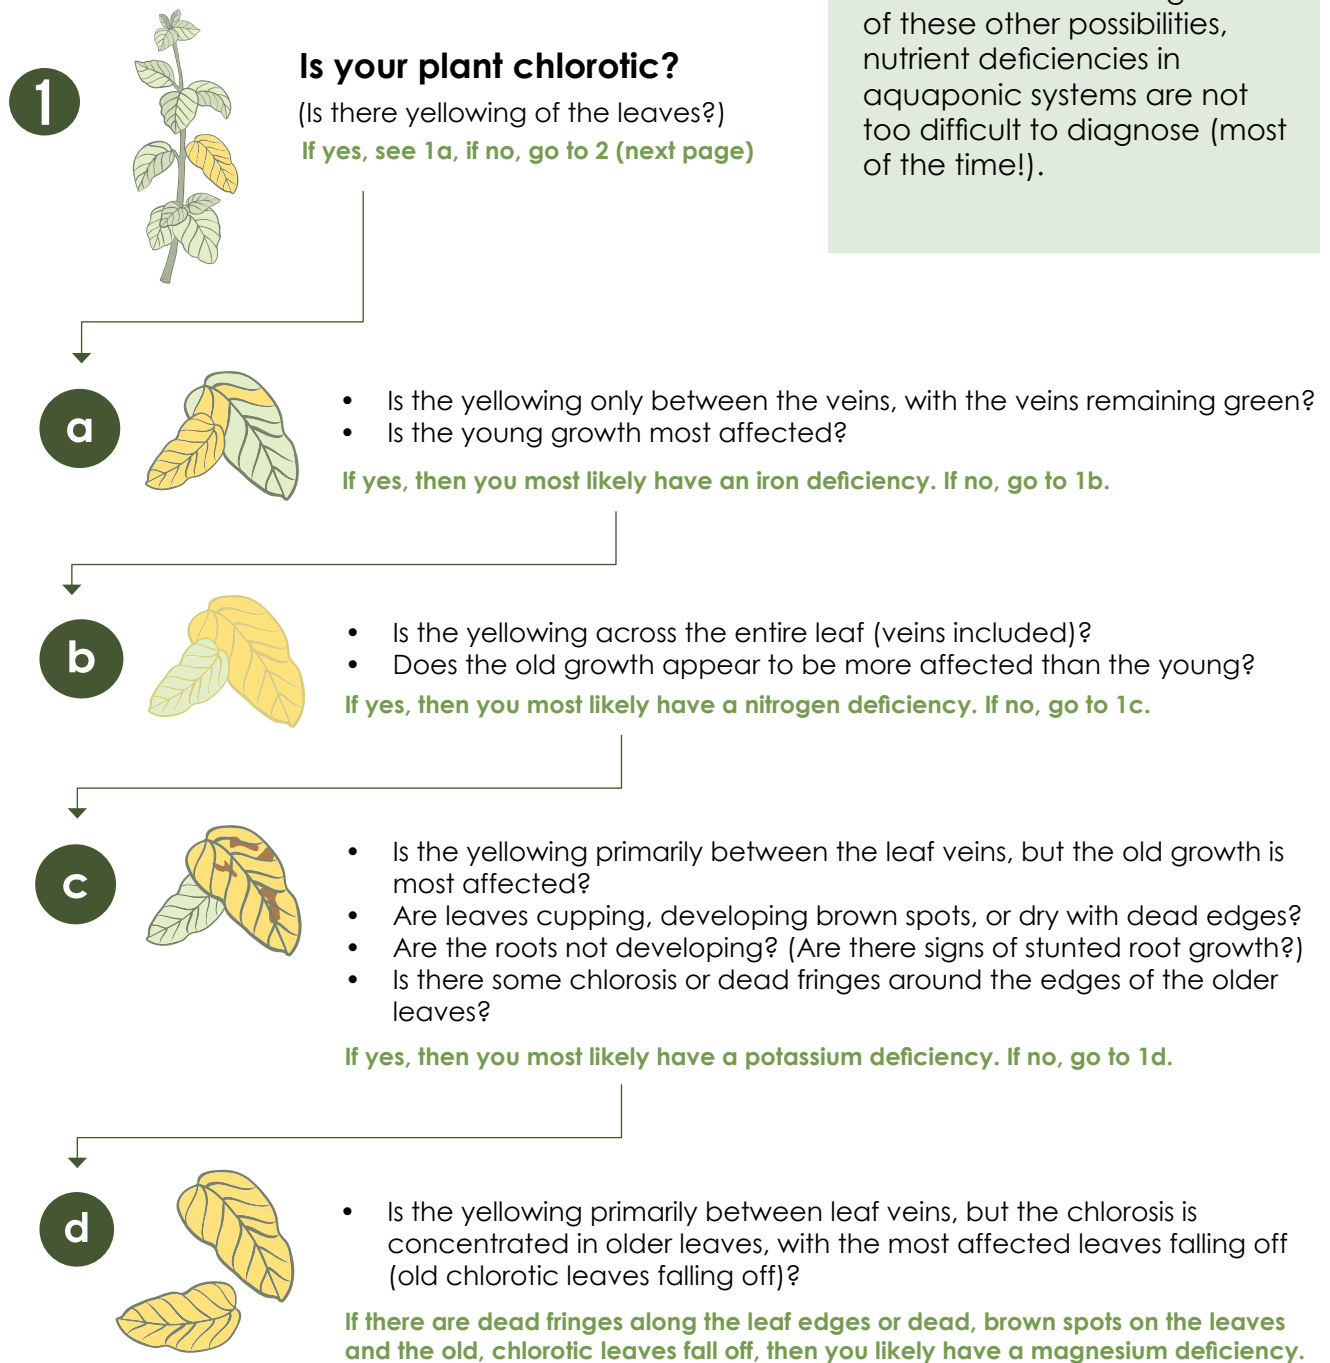 of these other possibilities,
nutrient deficiencies in
aquaponic systems are not
too difficult to diagnose (most
of the time!).
1
Is your plant chlorotic?
(Is there yellowing of the leaves?)
If yes, see 1a, if no, go to 2 (next page)
a
• Is the yellowing only between the veins, with the veins remaining green?
• Is the young growth most affected?
If yes, then you most likely have an iron deficiency. If no, go to 1b.
b
• Is the yellowing across the entire leaf (veins included)?
• Does the old growth appear to be more affected than the young?
If yes, then you most likely have a nitrogen deficiency. If no, go to 1c.
c
• Is the yellowing primarily between the leaf veins, but the old growth is
most affected?
• Are leaves cupping, developing brown spots, or dry with dead edges?
• Are the roots not developing? (Are there signs of stunted root growth?)
• Is there some chlorosis or dead fringes around the edges of the older
leaves?
If yes, then you most likely have a potassium deficiency. If no, go to 1d.
d
• Is the yellowing primarily between leaf veins, but the chlorosis is
concentrated in older leaves, with the most affected leaves falling off
(old chlorotic leaves falling off)?
If there are dead fringes along the leaf edges or dead, brown spots on the leaves
and the old, chlorotic leaves fall off, then you likely have a magnesium deficiency.